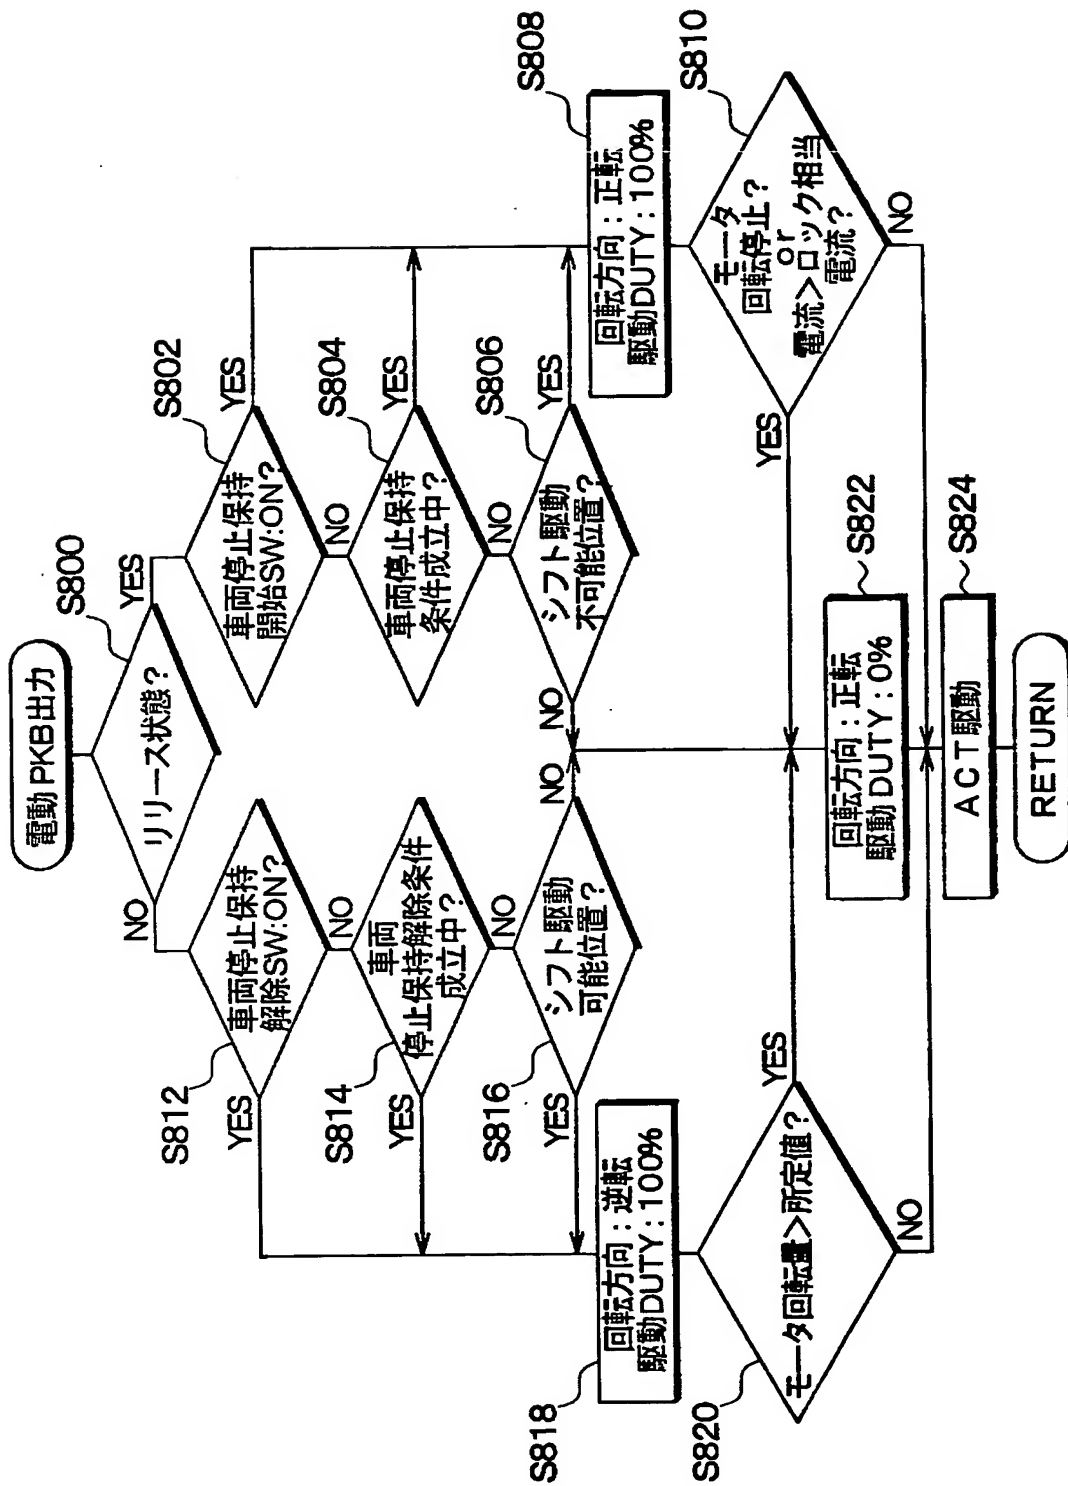 電動PKB出力
S800
リリース状態?
YES
NO
S802
車両停止保持
開始SW:ON?
YES
NO
S804
車両停止保持
条件成立中?
YES
NO
S806
シフト駆動
不可能位置?
YES
NO
S808
回転方向:正転
駆動DUTY:100%
S810
モータ
回転停止?
or
電流>ロック相当
電流?
YES
NO
S812
車両停止保持
解除SW:ON?
YES
NO
S814
車両
停止保持解除条件
成立中?
YES
NO
S816
シフト駆動
可能位置?
YES
NO
S818
回転方向:逆転
駆動DUTY:100%
S820
モータ回転量>所定値?
YES
NO
S822
回転方向:正転
駆動DUTY:0%
S824
ACT駆動
RETURN